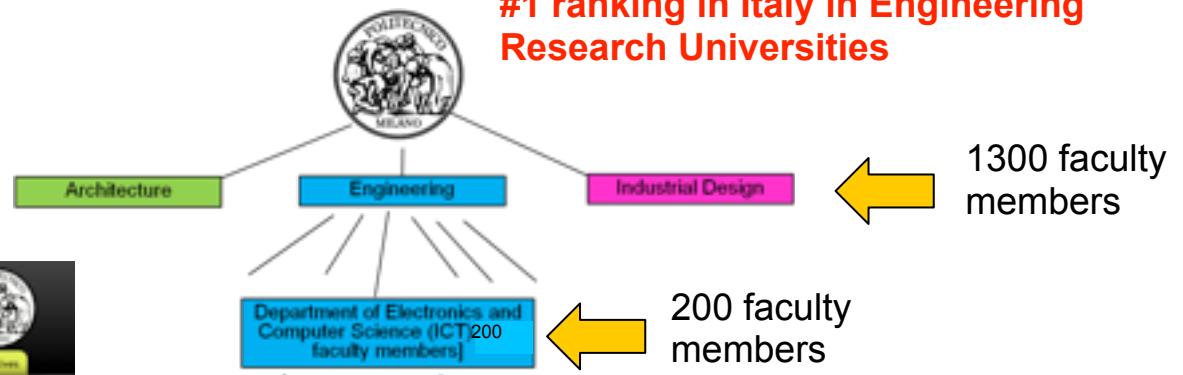 #1 ranking in Italy in Engineering
Research Universities
POLITECNICO
MILANO
Architecture
Engineering
Industrial Design
1300 faculty
members
Department of Electronics and
Computer Science (ICT) 200
faculty members]
200 faculty
members